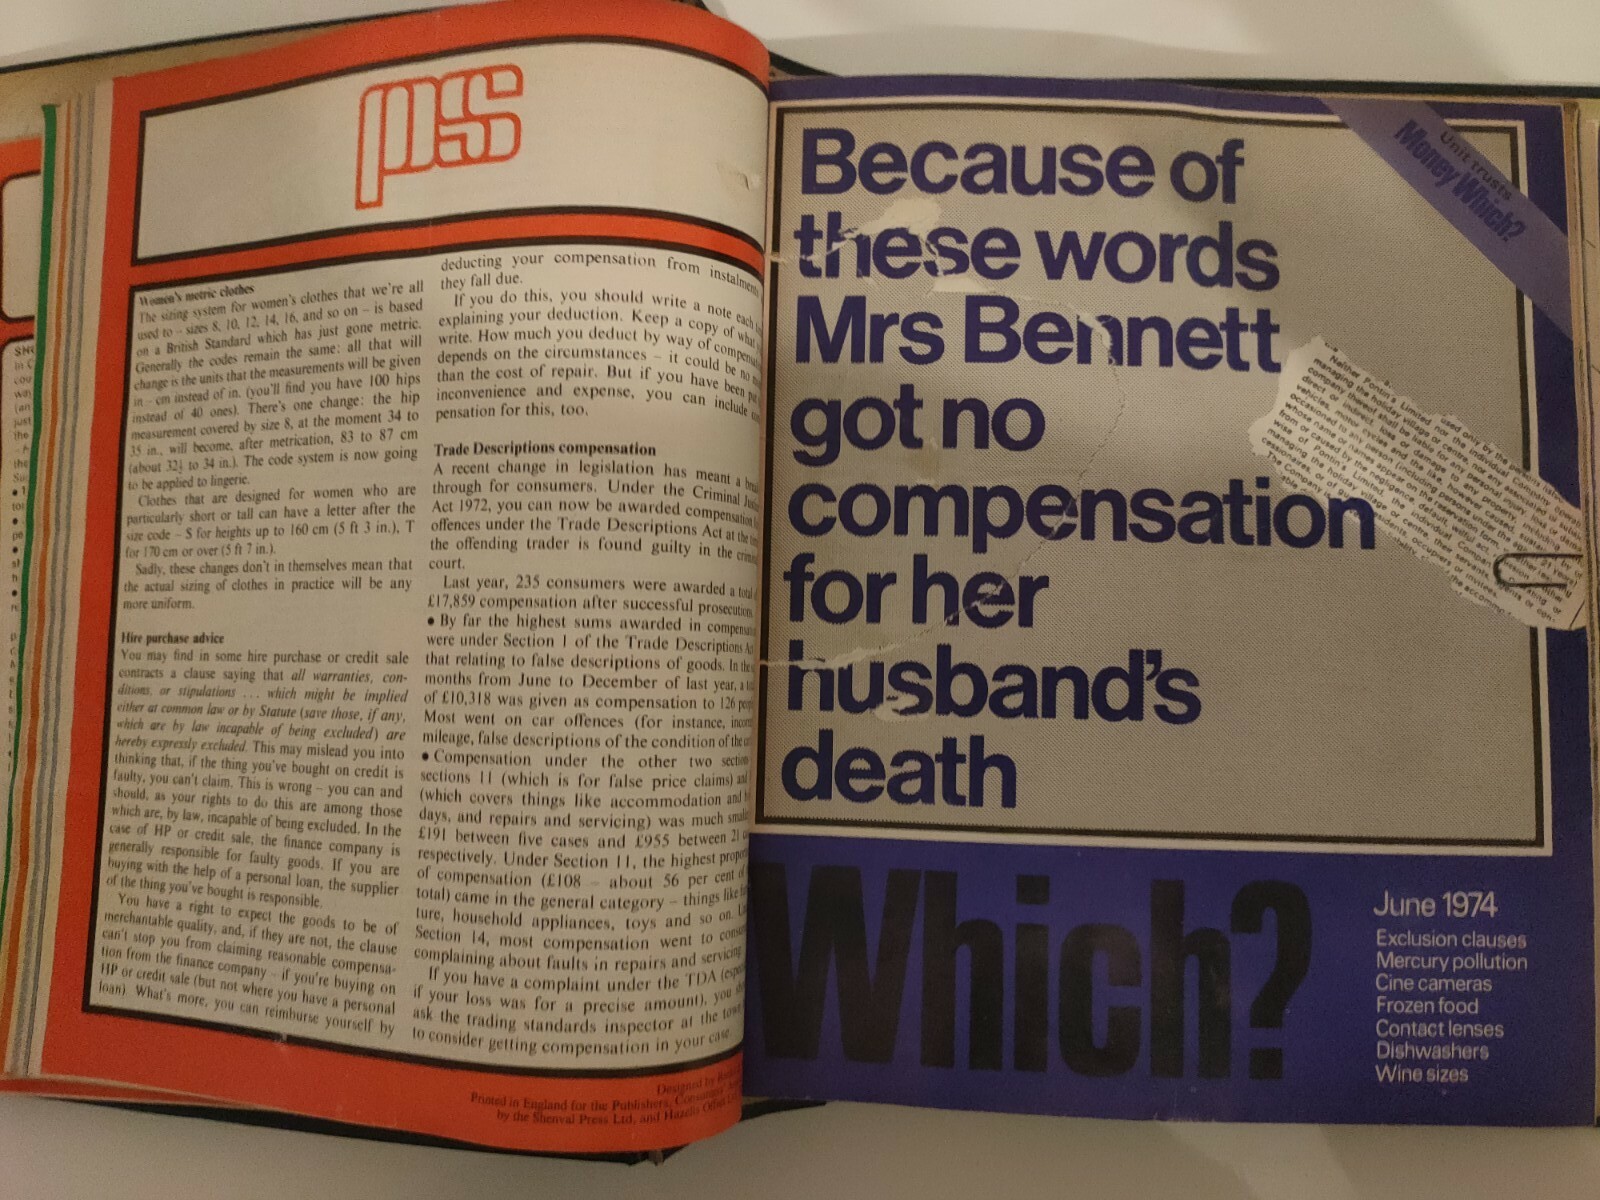 ps
Women's metric clothes
The sizing system for women's clothes that we're all
used to – sizes 8, 10, 12, 14, 16, and so on – is based
on a British Standard which has just gone metric.
Generally the codes remain the same: all that will
change is the units that the measurements will be given
in – cm instead of in. (you'll find you have 100 hips
instead of 40 ones). There's one change: the hip
measurement covered by size 8, at the moment 34 to
35 in., will become, after metrication, 83 to 87 cm
(about 32½ to 34 in.). The code system is now going
to be applied to lingerie.
Clothes that are designed for women who are
particularly short or tall can have a letter after the
size code – S for heights up to 160 cm (5 ft 3 in.), T
for 170 cm or over (5 ft 7 in.).
Sadly, these changes don't in themselves mean that
the actual sizing of clothes in practice will be any
more uniform.
Hire purchase advice
You may find in some hire purchase or credit sale
contracts a clause saying that all warranties, con-
ditions, or stipulations ... which might be implied
either at common law or by Statute (save those, if any,
which are by law incapable of being excluded) are
hereby expressly excluded. This may mislead you into
thinking that, if the thing you've bought on credit is
faulty, you can't claim. This is wrong – you can and
should, as your rights to do this are among those
which are, by law, incapable of being excluded. In the
case of HP or credit sale, the finance company is
generally responsible for faulty goods. If you are
buying with the help of a personal loan, the supplier
of the thing you've bought is responsible.
You have a right to expect the goods to be of
merchantable quality, and, if they are not, the clause
can't stop you from claiming reasonable compensa-
tion from the finance company – if you're buying on
HP or credit sale (but not where you have a personal
loan). What's more, you can reimburse yourself by
deducting your compensation from instalments
they fall due.
If you do this, you should write a note each
explaining your deduction. Keep a copy of what
write. How much you deduct by way of
depends on the circumstances – it could be no
than the cost of repair. But if you have been
inconvenience and expense, you can include
pensation for this, too.
Trade Descriptions compensation
A recent change in legislation has meant a
through for consumers. Under the Criminal
Act 1972, you can now be awarded compensation
offences under the Trade Descriptions Act at the
the offending trader is found guilty in the
court.
Last year, 235 consumers were awarded a total
£17,859 compensation after successful
• By far the highest sums awarded in
were under Section 1 of the Trade Descriptions
that relating to false descriptions of goods. In the
months from June to December of last year, a
of £10,318 was given as compensation to 126
Most went on car offences (for instance,
mileage, false descriptions of the condition of the
• Compensation under the other two
sections 11 (which is for false price claims)
(which covers things like accommodation and
days, and repairs and servicing) was much
£191 between five cases and £955 between 21
respectively. Under Section 11, the highest
of compensation (£108 – about 56 per cent of
total) came in the general category – things like
ture, household appliances, toys and so on.
Section 14, most compensation went to
complaining about faults in repairs and servicing.
If you have a complaint under the TDA
if your loss was for a precise amount), you
ask the trading standards inspector at the
to consider getting compensation in your case.
Designed by
Printed in England for the Publishers,
by the Shenval Press Ltd, and
Unit trusts
Money Which?
Because of
these words
Mrs Bennett
got no
compensation
for her
husband's
death
Neither Pontin's Limited nor the individual
managing the holiday village or centre, nor any
Which?
June 1974
Exclusion clauses
Mercury pollution
Cine cameras
Frozen food
Contact lenses
Dishwashers
Wine sizes